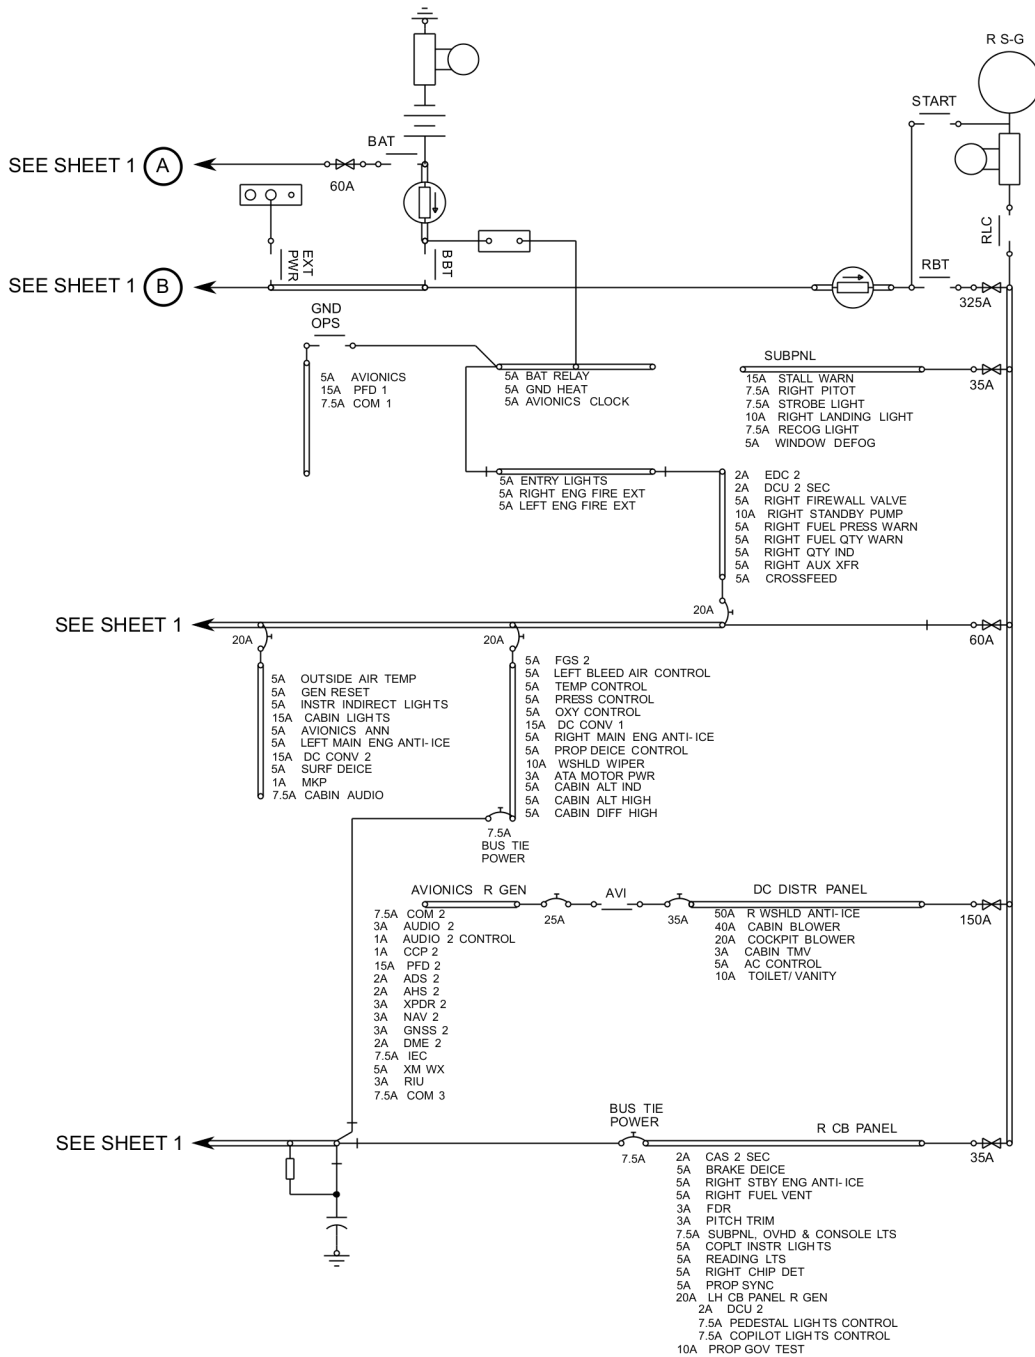 R S-G
START
BAT
SEE SHEET 1 A
60A
RLC
EXT PWR
BBT
RBT
SEE SHEET 1 B
325A
GND
OPS
SUBPNL
5A AVIONICS
15A PFD 1
7.5A COM 1
5A BAT RELAY
5A GND HEAT
5A AVIONICS CLOCK
35A
15A STALL WARN
7.5A RIGHT PITOT
7.5A STROBE LIGHT
10A RIGHT LANDING LIGHT
7.5A RECOG LIGHT
5A WINDOW DEFOG
5A ENTRY LIGHTS
5A RIGHT ENG FIRE EXT
5A LEFT ENG FIRE EXT
2A EDC 2
2A DCU 2 SEC
5A RIGHT FIREWALL VALVE
10A RIGHT STANDBY PUMP
5A RIGHT FUEL PRESS WARN
5A RIGHT FUEL QTY WARN
5A RIGHT QTY IND
5A RIGHT AUX XFR
5A CROSSFEED
20A
SEE SHEET 1
20A
20A
60A
5A OUTSIDE AIR TEMP
5A GEN RESET
5A INSTR INDIRECT LIGHTS
15A CABIN LIGHTS
5A AVIONICS ANN
5A LEFT MAIN ENG ANTI-ICE
15A DC CONV 2
5A SURF DEICE
1A MKP
7.5A CABIN AUDIO
5A FGS 2
5A LEFT BLEED AIR CONTROL
5A TEMP CONTROL
5A PRESS CONTROL
5A OXY CONTROL
15A DC CONV 1
5A RIGHT MAIN ENG ANTI-ICE
5A PROP DEICE CONTROL
10A WSHLD WIPER
3A ATA MOTOR PWR
5A CABIN ALT IND
5A CABIN ALT HIGH
5A CABIN DIFF HIGH
7.5A
BUS TIE
POWER
AVIONICS R GEN
AVI
DC DISTR PANEL
25A
35A
150A
7.5A COM 2
3A AUDIO 2
1A AUDIO 2 CONTROL
1A CCP 2
15A PFD 2
2A ADS 2
2A AHS 2
3A XPDR 2
3A NAV 2
3A GNSS 2
2A DME 2
7.5A IEC
5A XM WX
3A RIU
7.5A COM 3
50A R WSHLD ANTI-ICE
40A CABIN BLOWER
20A COCKPIT BLOWER
3A CABIN TMV
5A AC CONTROL
10A TOILET/VANITY
BUS TIE
POWER
R CB PANEL
SEE SHEET 1
7.5A
35A
2A CAS 2 SEC
5A BRAKE DEICE
5A RIGHT STBY ENG ANTI-ICE
5A RIGHT FUEL VENT
3A FDR
3A PITCH TRIM
7.5A SUBPNL, OVHD & CONSOLE LTS
5A COPLT INSTR LIGHTS
5A READING LTS
5A RIGHT CHIP DET
5A PROP SYNC
20A LH CB PANEL R GEN
2A DCU 2
7.5A PEDESTAL LIGHTS CONTROL
7.5A COPILOT LIGHTS CONTROL
10A PROP GOV TEST